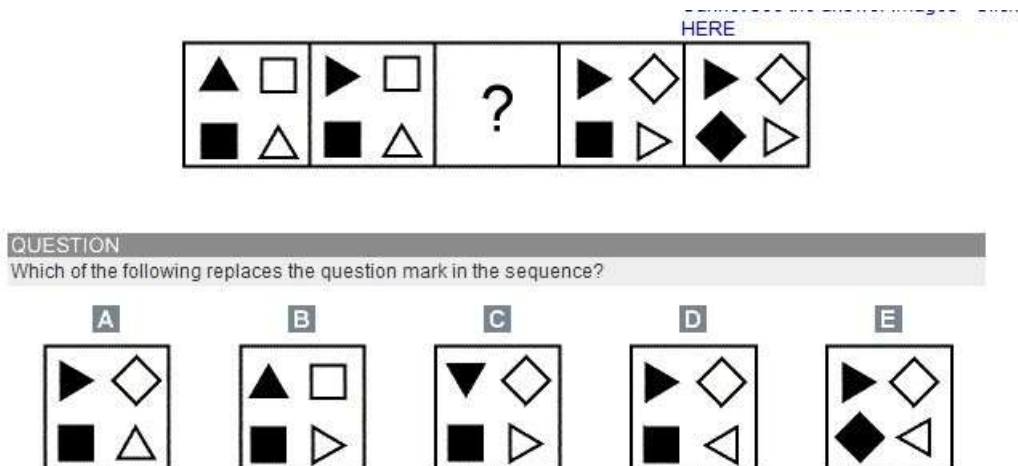 HERE
?
QUESTION
Which of the following replaces the question mark in the sequence?
A B C D E